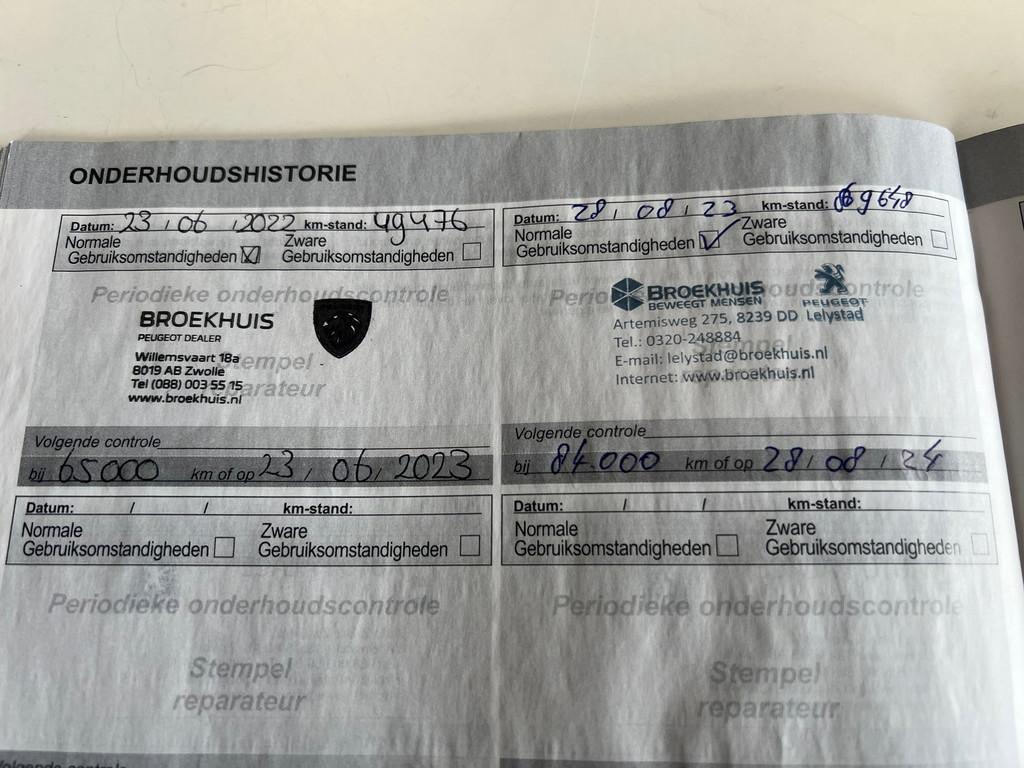 ONDERHOUDSHISTORIE
Datum: 23 / 06 / 2022 km-stand: 49476
Normale
Gebruiksomstandigheden
Zware
Gebruiksomstandigheden
Periodieke onderhoudscontrole
BROEKHUIS
PEUGEOT DEALER
Willemsvaart 18a
8019 AB Zwolle
Tel (088) 003 55 15
www.broekhuis.nl
Stempel
reparateur
Volgende controle
bij 65000 km of op 23 / 06 / 2023
Datum: 28 / 08 / 23 km-stand: 69648
Normale
Gebruiksomstandigheden
Zware
Gebruiksomstandigheden
Periodieke onderhoudscontrole
BROEKHUIS
BEWEEGT MENSEN
PEUGEOT
Artemisweg 275, 8239 DD Lelystad
Tel.: 0320-248884
Stempel
E-mail: lelystad@broekhuis.nl
Internet: www.broekhuis.nl
Volgende controle
bij 84.000 km of op 28 / 08 / 24
Datum: / / km-stand:
Normale
Gebruiksomstandigheden
Zware
Gebruiksomstandigheden
Periodieke onderhoudscontrole
Stempel
reparateur
Datum: / / km-stand:
Normale
Gebruiksomstandigheden
Zware
Gebruiksomstandigheden
Periodieke onderhoudscontrole
Stempel
reparateur